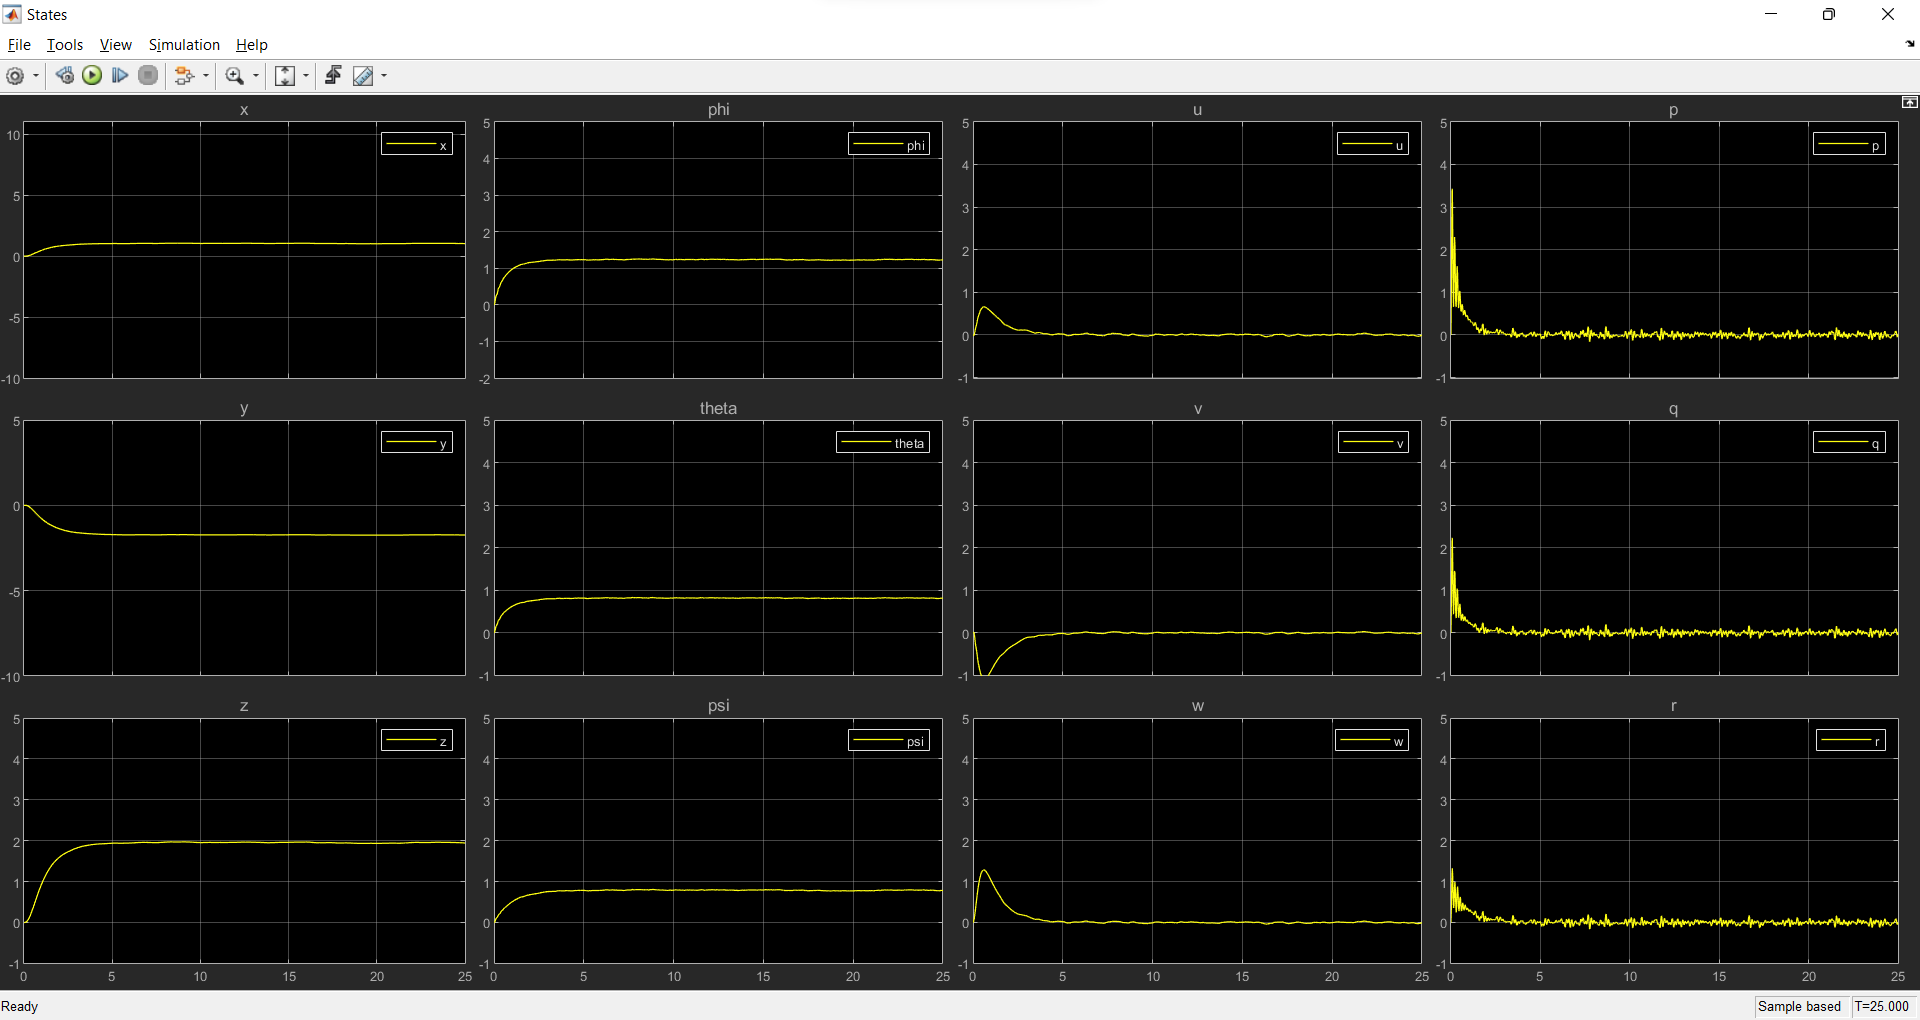 States
File Tools View Simulation Help
x phi u p
10 5 0 -5 -10
x
5 4 3 2 1 0 -1 -2
phi
5 4 3 2 1 0 -1
u
5 4 3 2 1 0 -1
p
y theta v q
5 0 -5 -10
y
5 4 3 2 1 0 -1
theta
5 4 3 2 1 0 -1
v
5 4 3 2 1 0 -1
q
z psi w r
5 4 3 2 1 0 -1
z
5 4 3 2 1 0 -1
psi
5 4 3 2 1 0 -1
w
5 4 3 2 1 0 -1
r
0 5 10 15 20 25 0 5 10 15 20 25 0 5 10 15 20 25 0 5 10 15 20 25
Ready Sample based T=25.000